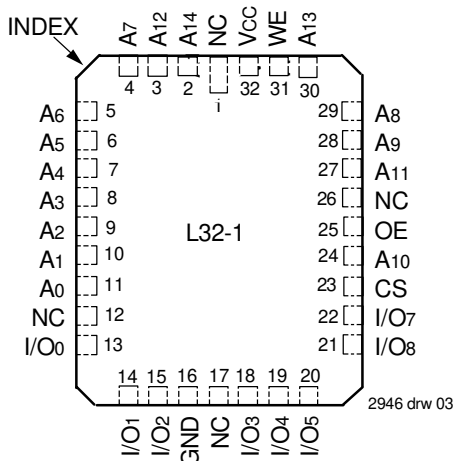 INDEX
A7 A12 A14 NC VCC WE A13
4 3 2 i 32 31 30
A6 5 29 A8
A5 6 28 A9
A4 7 27 A11
A3 8 26 NC
A2 9 L32-1 25 OE
A1 10 24 A10
A0 11 23 CS
NC 12 22 I/O7
I/O0 13 21 I/O8
14 15 16 17 18 19 20
I/O1 I/O2 GND NC I/O3 I/O4 I/O5
2946 drw 03